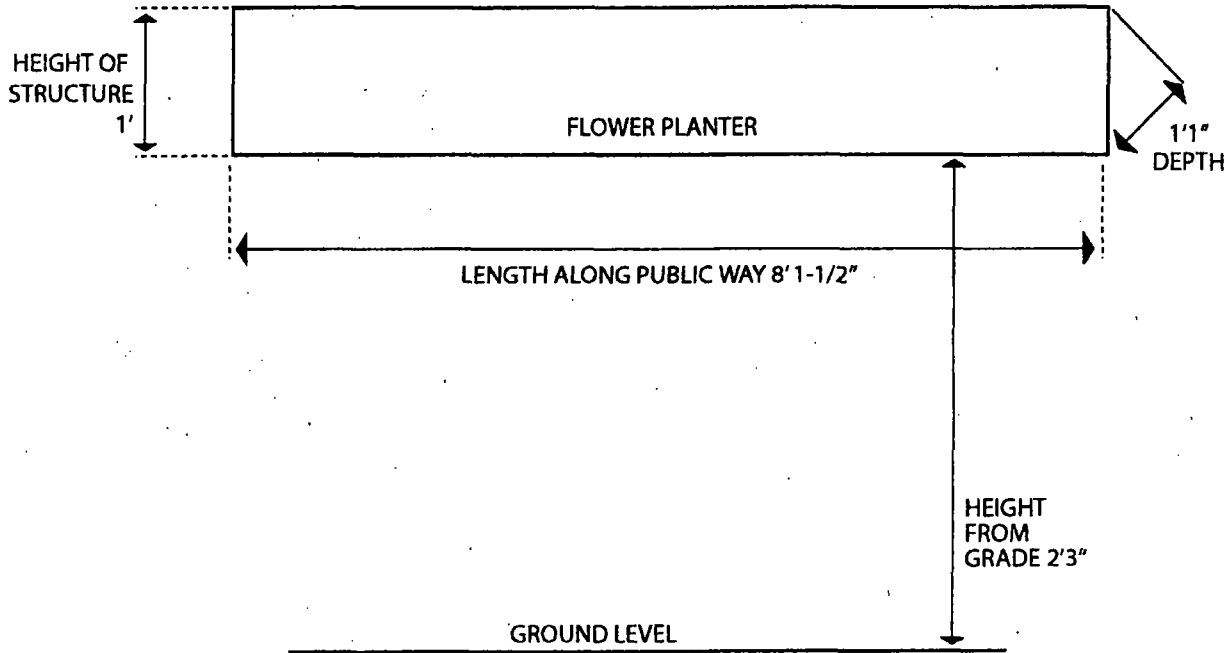 HEIGHT OF
STRUCTURE
1'
FLOWER PLANTER
1'1"
DEPTH
LENGTH ALONG PUBLIC WAY 8' 1-1/2"
HEIGHT
FROM
GRADE 2'3"
GROUND LEVEL